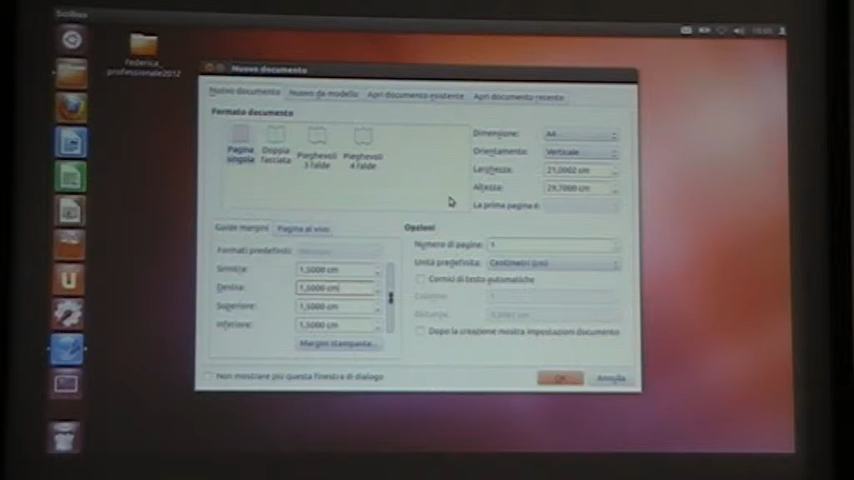 Scribus
Federica_
professionale2012
Nuovo documento
Nuovo documento
Nuovo da modello
Apri documento esistente
Apri documento recente
Formato documento
Pagina singola
Doppia facciata
Pieghevoli 3 falde
Pieghevoli 4 falde
Dimensione: A4
Orientamento: Verticale
Larghezza: 21,0002 cm
Altezza: 29,7000 cm
La prima pagina è:
Guide margini
Pagina al vivo
Formati predefiniti:
Sinistra: 1,5000 cm
Destra: 1,5000 cm
Superiore: 1,5000 cm
Inferiore: 1,5000 cm
Margini stampante...
Opzioni
Numero di pagine: 1
Unità predefinita: Centimetri (cm)
Cornici di testo automatiche
Colonne: 1
Distanza:
Dopo la creazione mostra impostazioni documento
Non mostrare più questa finestra di dialogo
OK
Annulla